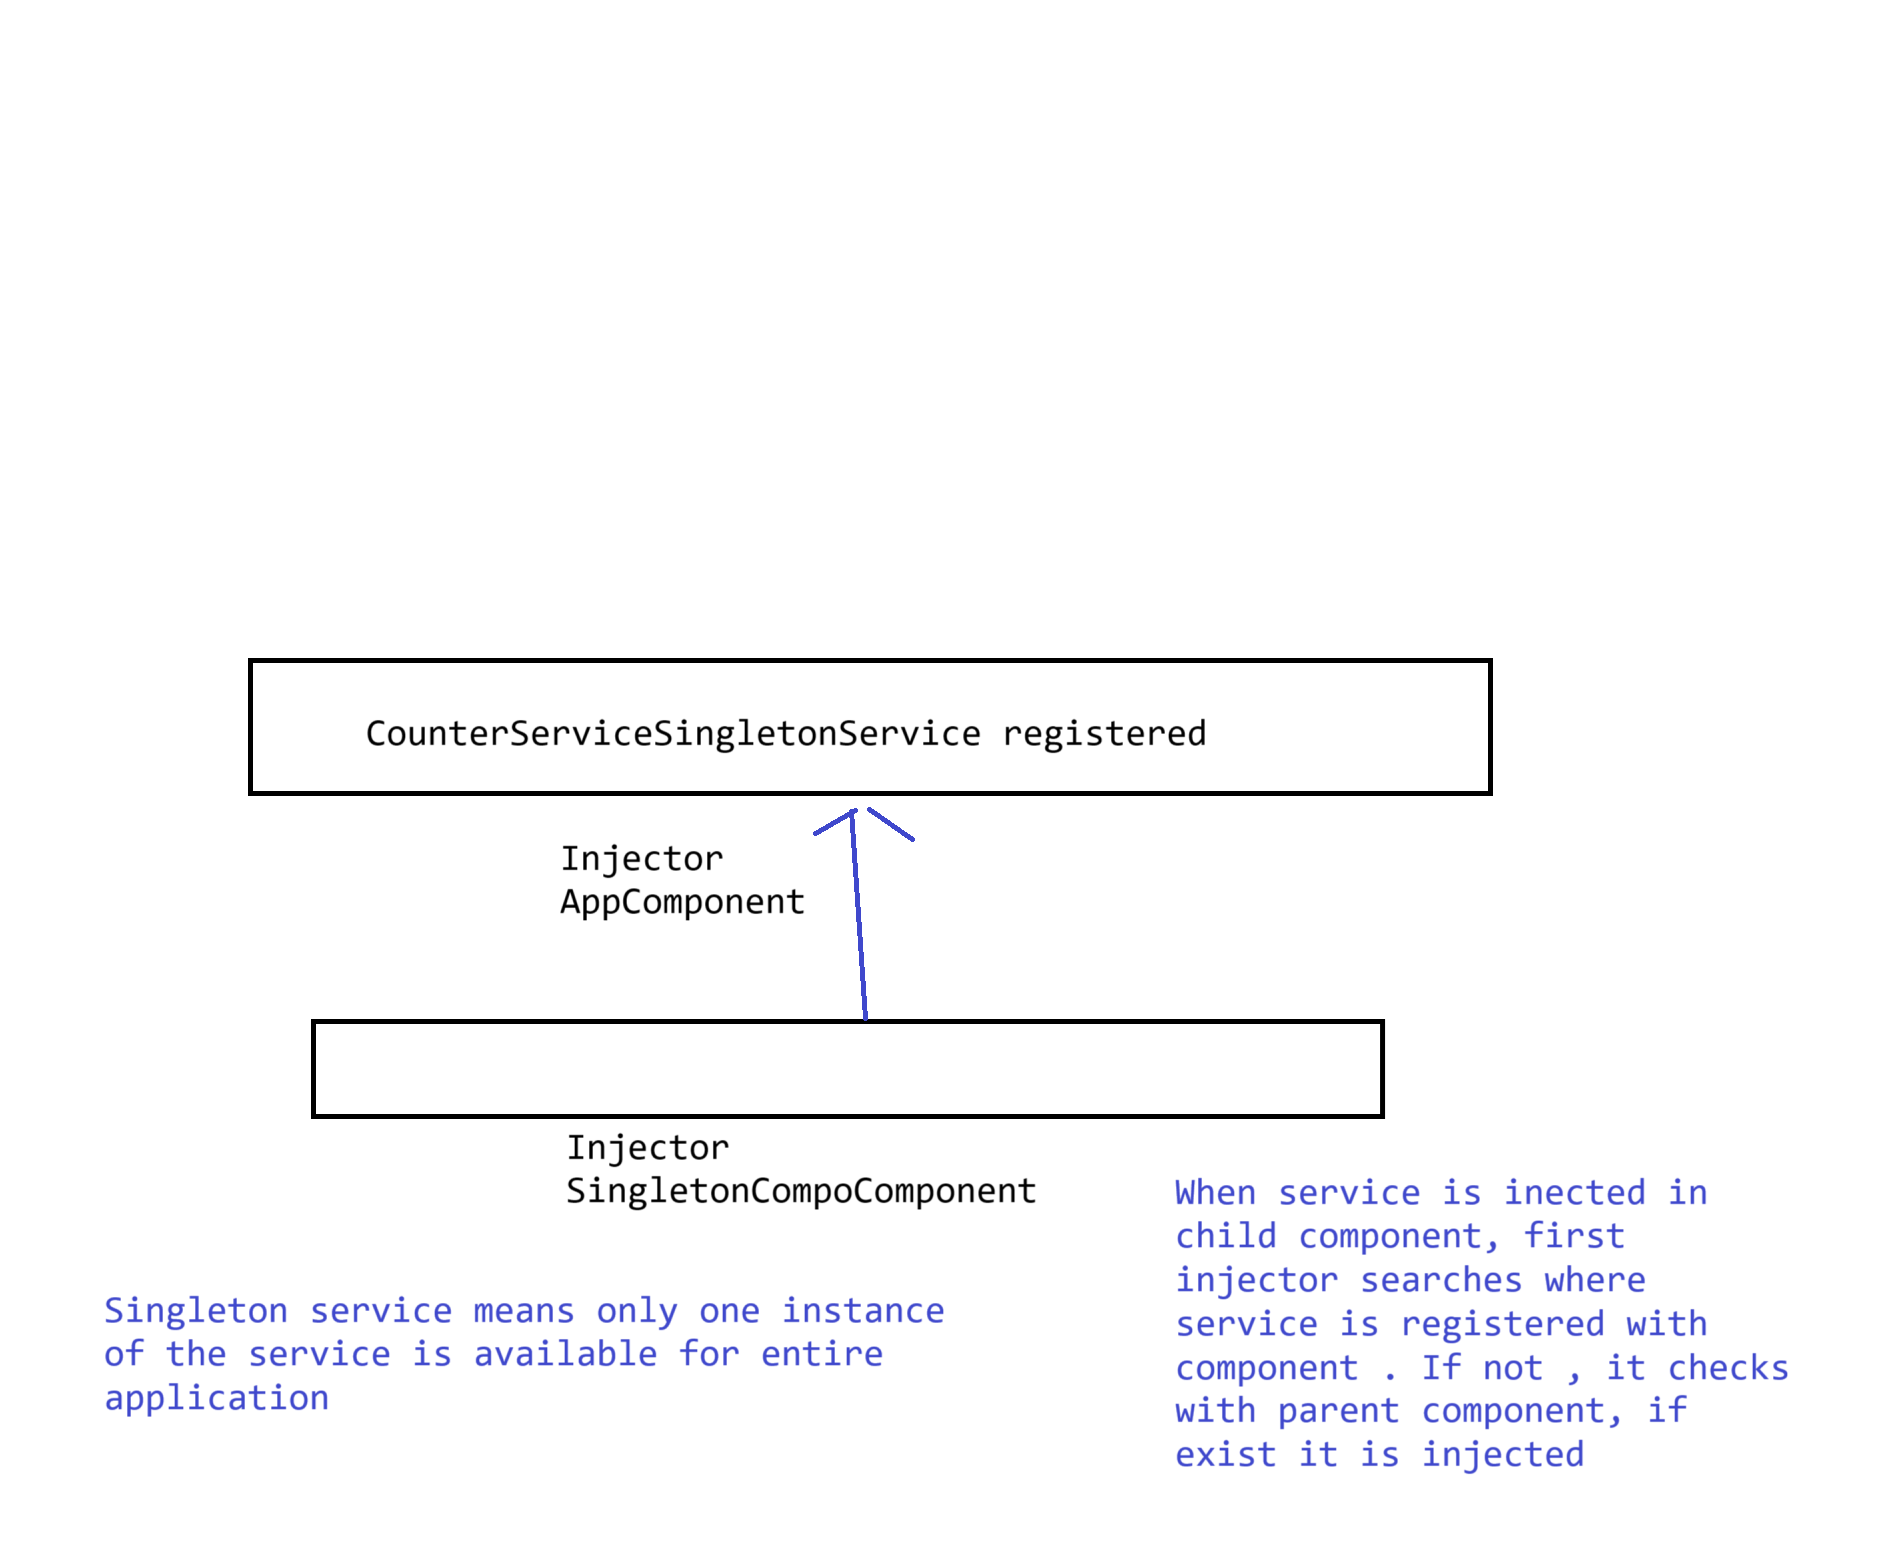 CounterServiceSingletonService registered
Injector
AppComponent
Injector
SingletonCompoComponent
Singleton service means only one instance
of the service is available for entire
application
When service is inected in
child component, first
injector searches where
service is registered with
component . If not , it checks
with parent component, if
exist it is injected